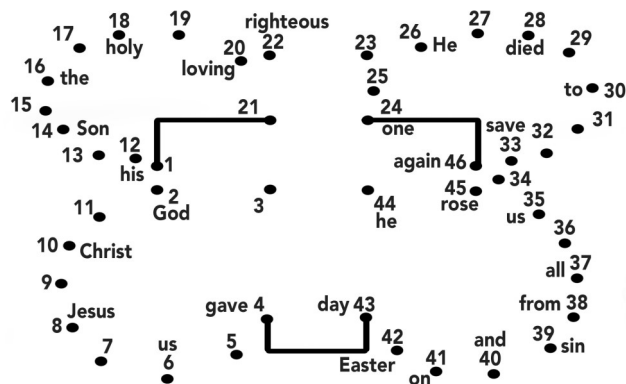 18 19 righteous 27 28
17 holy 20 22 23 26 He died 29
16 the loving 25 to 30
15 21 24 31
14 Son one save 32
13 12 33
his 1 again 46 34
2 3 44 45 35
11 God he rose us
10 Christ 36
9 all 37
Jesus gave 4 day 43 from 38
8 us 5 42 and 39 sin
7 6 Easter 41 40
on